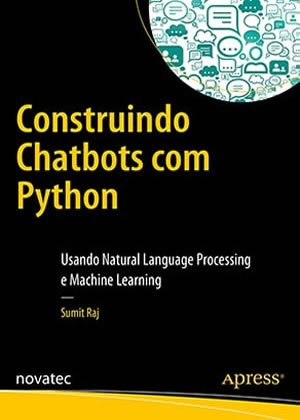 Construindo
Chatbots com
Python
Usando Natural Language Processing
e Machine Learning
Sumit Raj
novatec
Apress®